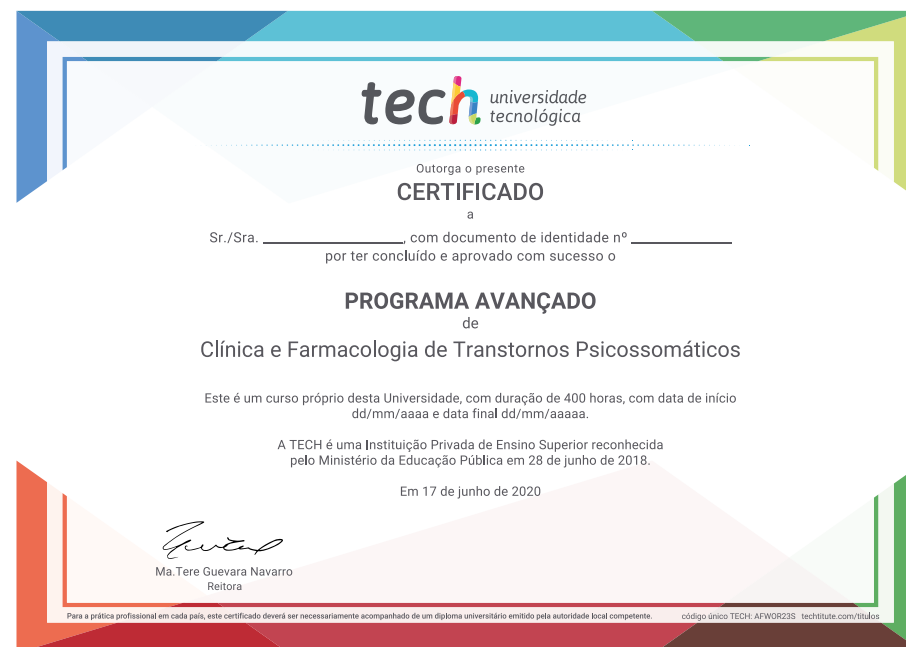 tech universidade
tecnológica
Outorga o presente
CERTIFICADO
a
Sr./Sra. ____________, com documento de identidade nº ____________
por ter concluído e aprovado com sucesso o
PROGRAMA AVANÇADO
de
Clínica e Farmacologia de Transtornos Psicossomáticos
Este é um curso próprio desta Universidade, com duração de 400 horas, com data de início
dd/mm/aaaa e data final dd/mm/aaaaa.
A TECH é uma Instituição Privada de Ensino Superior reconhecida
pelo Ministério da Educação Pública em 28 de junho de 2018.
Em 17 de junho de 2020
Ma.Tere Guevara Navarro
Reitora
Para a prática profissional em cada país, este certificado deverá ser necessariamente acompanhado de um diploma universitário emitido pela autoridade local competente. código único TECH: AFWOR23S techtitute.com/titulos